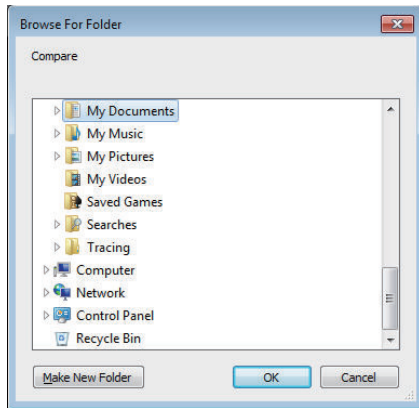 Browse For Folder
Compare
My Documents
My Music
My Pictures
My Videos
Saved Games
Searches
Tracing
Computer
Network
Control Panel
Recycle Bin
Make New Folder
OK
Cancel